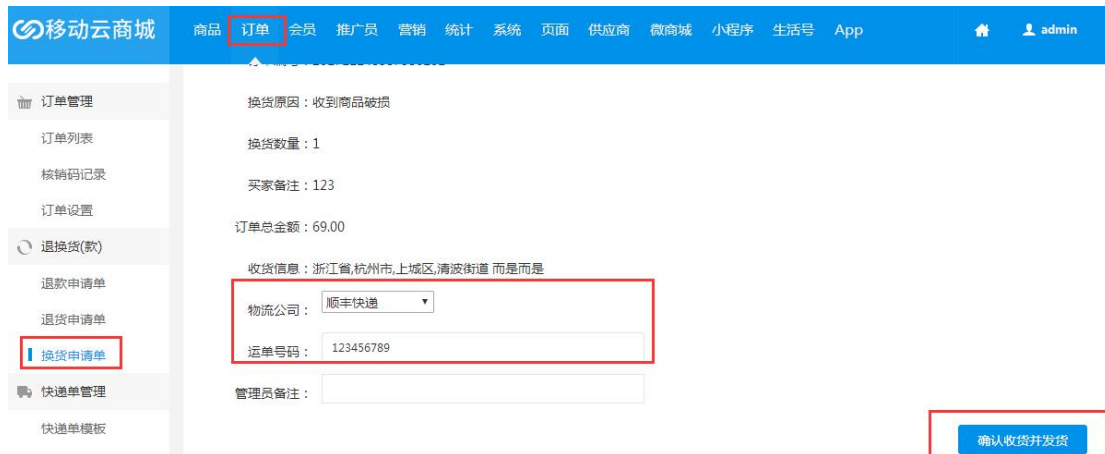 移动云商城
商品 订单 会员 推广员 营销 统计 系统 页面 供应商 微商城 小程序 生活号 App admin
订单管理
订单列表
核销码记录
订单设置
退换货(款)
退款申请单
退货申请单
换货申请单
快递单管理
快递单模板
换货原因：收到商品破损
换货数量：1
买家备注：123
订单总金额：69.00
收货信息：浙江省,杭州市,上城区,清波街道 而是而是
物流公司： 顺丰快递
运单号码： 123456789
管理员备注：
确认收货并发货